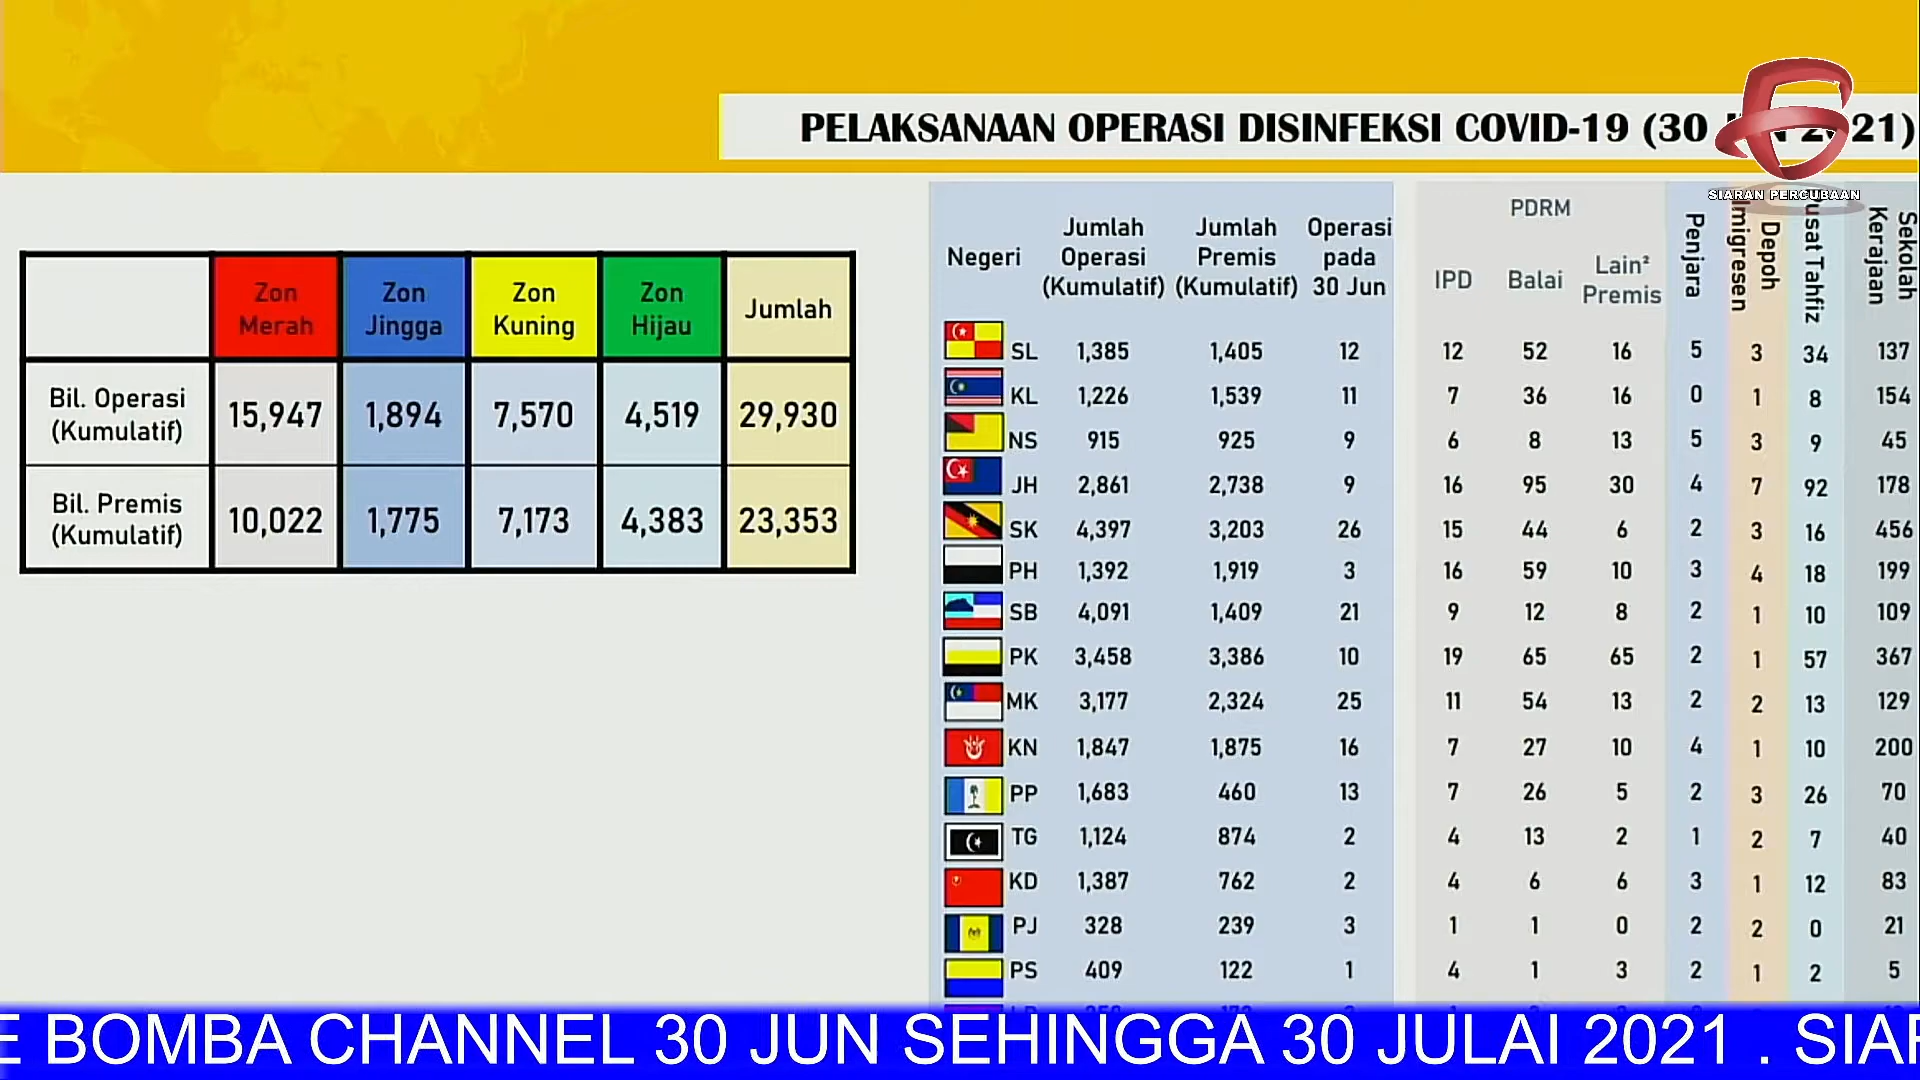 PELAKSANAAN OPERASI DISINFEKSI COVID-19 (30 JUN 2021)
SIARAN PERCUBAAN
Zon Merah
Zon Jingga
Zon Kuning
Zon Hijau
Jumlah
Bil. Operasi (Kumulatif) 15,947 1,894 7,570 4,519 29,930
Bil. Premis (Kumulatif) 10,022 1,775 7,173 4,383 23,353
Negeri
Jumlah Operasi (Kumulatif)
Jumlah Premis (Kumulatif)
Operasi pada 30 Jun
PDRM
IPD
Balai
Lain² Premis
Penjara
Depoh Imigresen
usat Tahfiz
Sekolah Kerajaan
SL 1,385 1,405 12 12 52 16 5 3 34 137
KL 1,226 1,539 11 7 36 16 0 1 8 154
NS 915 925 9 6 8 13 5 3 9 45
JH 2,861 2,738 9 16 95 30 4 7 92 178
SK 4,397 3,203 26 15 44 6 2 3 16 456
PH 1,392 1,919 3 16 59 10 3 4 18 199
SB 4,091 1,409 21 9 12 8 2 1 10 109
PK 3,458 3,386 10 19 65 65 2 1 57 367
MK 3,177 2,324 25 11 54 13 2 2 13 129
KN 1,847 1,875 16 7 27 10 4 1 10 200
PP 1,683 460 13 7 26 5 2 3 26 70
TG 1,124 874 2 4 13 2 1 2 7 40
KD 1,387 762 2 4 6 6 3 1 12 83
PJ 328 239 3 1 1 0 2 2 0 21
PS 409 122 1 4 1 3 2 1 2 5
E BOMBA CHANNEL 30 JUN SEHINGGA 30 JULAI 2021 . SIAR